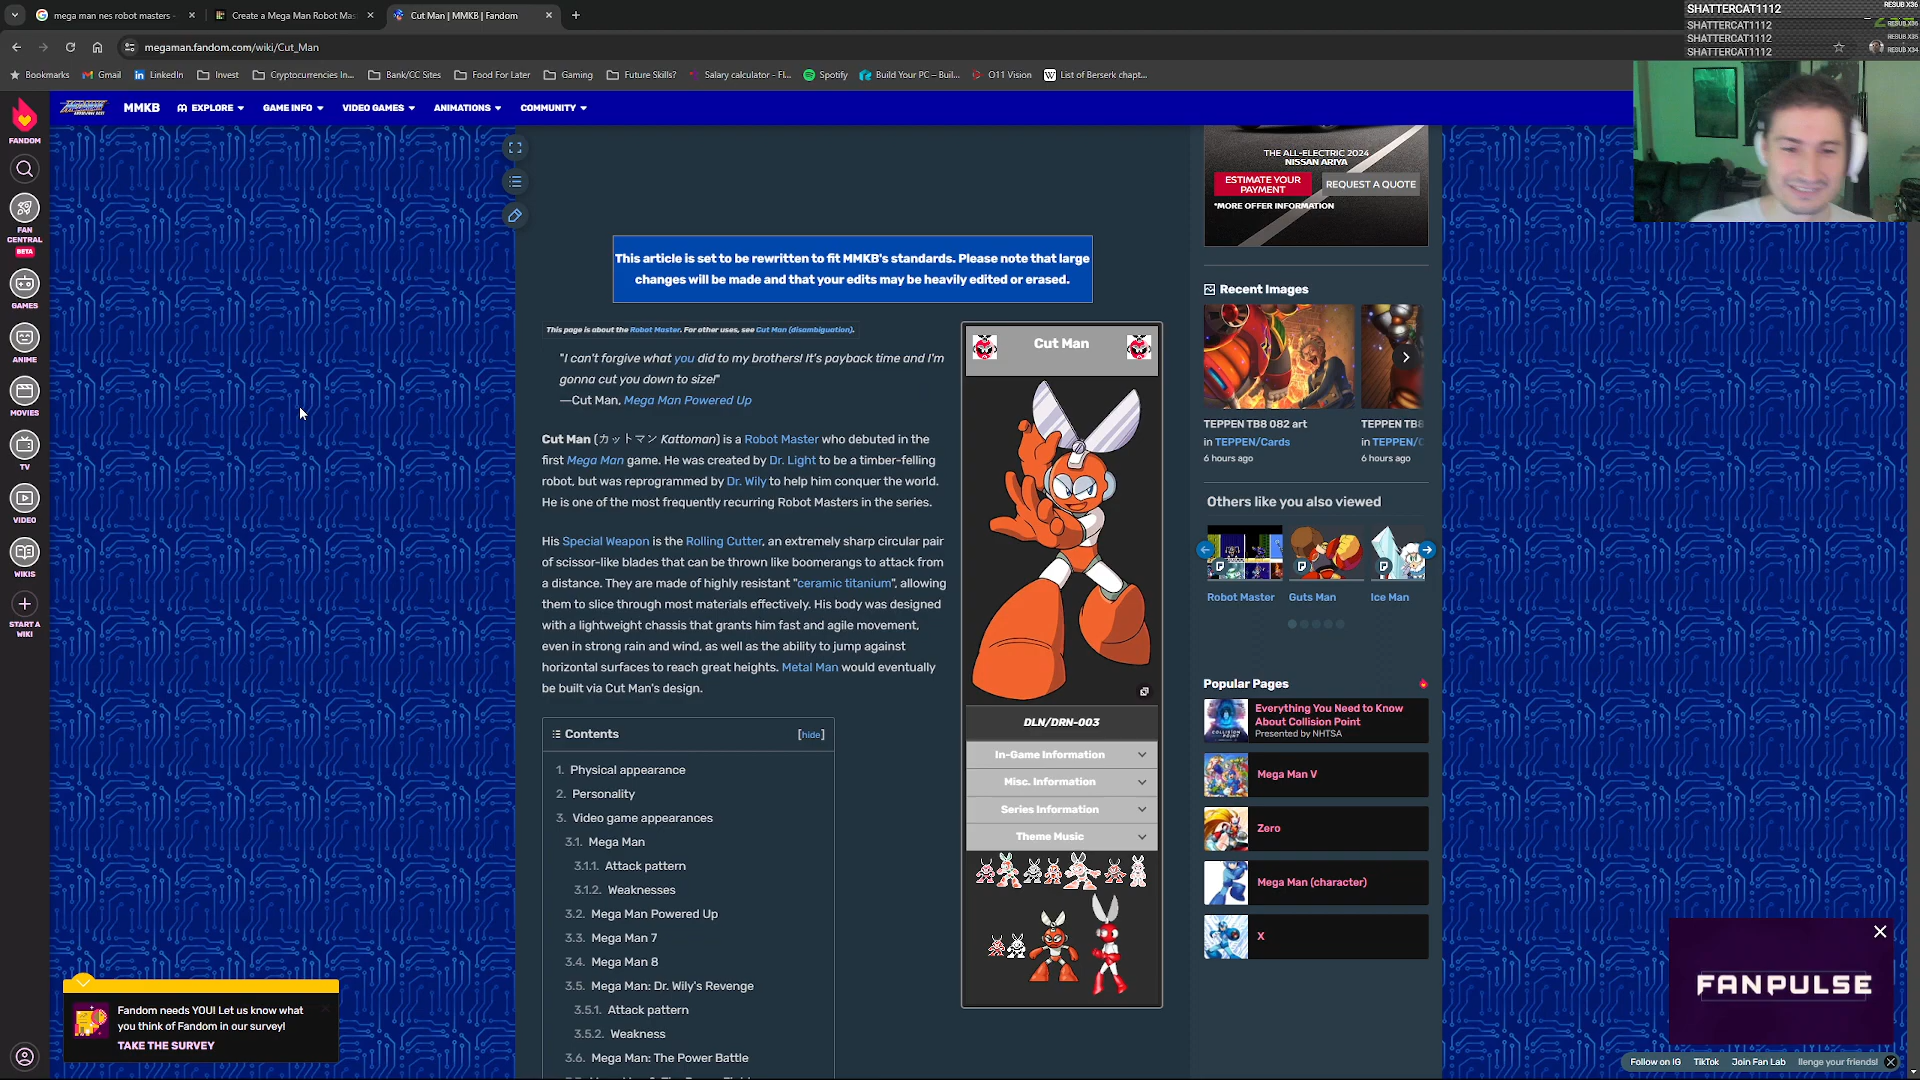 mega man nes robot masters -
Create a Mega Man Robot Mas
Cut Man | MMKB | Fandom
SHATTERCAT1112
RESUB X36
SHATTERCAT1112
RESUB X36
SHATTERCAT1112
RESUB X35
SHATTERCAT1112
RESUB X34
megaman.fandom.com/wiki/Cut_Man
Bookmarks
Gmail
LinkedIn
Invest
Cryptocurrencies In...
Bank/CC Sites
Food For Later
Gaming
Future Skills?
Salary calculator - Fl...
Spotify
Build Your PC – Buil...
O11 Vision
List of Berserk chapt...
MMKB
EXPLORE
GAME INFO
VIDEO GAMES
ANIMATIONS
COMMUNITY
FANDOM
FAN
CENTRAL
BETA
GAMES
ANIME
MOVIES
TV
VIDEO
WIKIS
START A
WIKI
This article is set to be rewritten to fit MMKB's standards. Please note that large
changes will be made and that your edits may be heavily edited or erased.
This page is about the Robot Master. For other uses, see Cut Man (disambiguation).
"I can't forgive what you did to my brothers! It's payback time and I'm
gonna cut you down to size!"
—Cut Man, Mega Man Powered Up
Cut Man (カットマン Kattoman) is a Robot Master who debuted in the
first Mega Man game. He was created by Dr. Light to be a timber-felling
robot, but was reprogrammed by Dr. Wily to help him conquer the world.
He is one of the most frequently recurring Robot Masters in the series.
His Special Weapon is the Rolling Cutter, an extremely sharp circular pair
of scissor-like blades that can be thrown like boomerangs to attack from
a distance. They are made of highly resistant "ceramic titanium", allowing
them to slice through most materials effectively. His body was designed
with a lightweight chassis that grants him fast and agile movement,
even in strong rain and wind, as well as the ability to jump against
horizontal surfaces to reach great heights. Metal Man would eventually
be built via Cut Man's design.
Contents [hide]
1. Physical appearance
2. Personality
3. Video game appearances
3.1. Mega Man
3.1.1. Attack pattern
3.1.2. Weaknesses
3.2. Mega Man Powered Up
3.3. Mega Man 7
3.4. Mega Man 8
3.5. Mega Man: Dr. Wily's Revenge
3.5.1. Attack pattern
3.5.2. Weakness
3.6. Mega Man: The Power Battle
Cut Man
DLN/DRN-003
In-Game Information
Misc. Information
Series Information
Theme Music
THE ALL-ELECTRIC 2024
NISSAN ARIYA
ESTIMATE YOUR
PAYMENT
REQUEST A QUOTE
*MORE OFFER INFORMATION
Recent Images
TEPPEN TB8 082 art
in TEPPEN/Cards
6 hours ago
TEPPEN TB8
in TEPPEN/C
6 hours ago
Others like you also viewed
Robot Master
Guts Man
Ice Man
Popular Pages
Everything You Need to Know
About Collision Point
Presented by NHTSA
Mega Man V
Zero
Mega Man (character)
X
Fandom needs YOU! Let us know what
you think of Fandom in our survey!
TAKE THE SURVEY
FANPULSE
Follow on IG
TikTok
Join Fan Lab
llenge your friends!